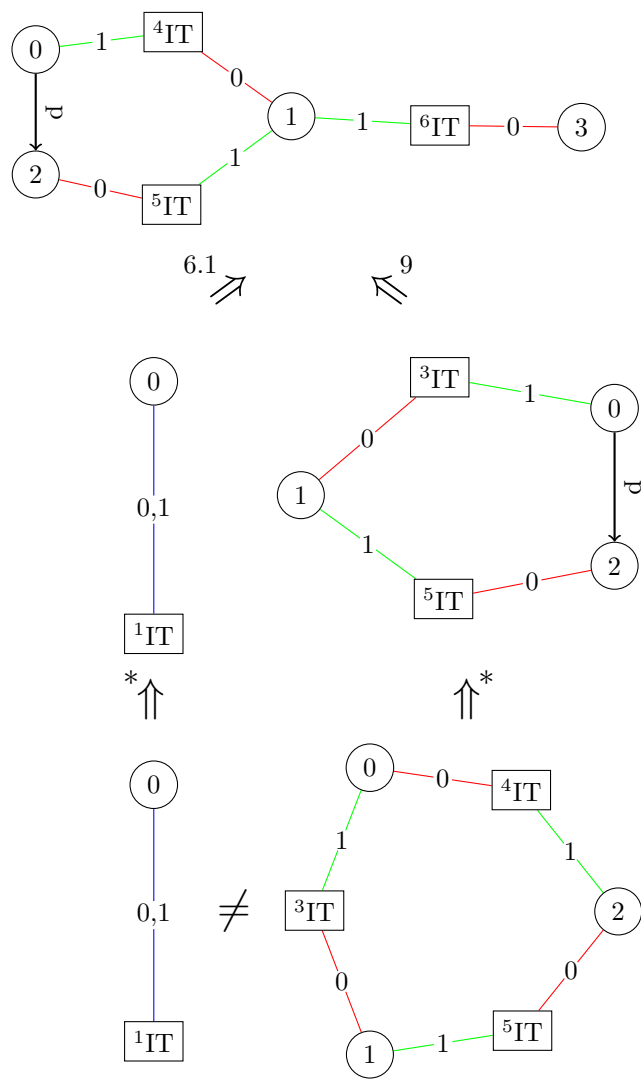 0 1 ⁴IT
0
p 1 1 ⁶IT 0 3
2 0 ⁵IT 1
6.1 ⇗ 9 ⇖
0 ³IT 1 0
0
0,1 1 p
1
¹IT ⁵IT 0 2
*⇑ ⇑*
0 0 0 ⁴IT
1 1
0,1 ≠ ³IT 2
0 0
¹IT 1 1 ⁵IT